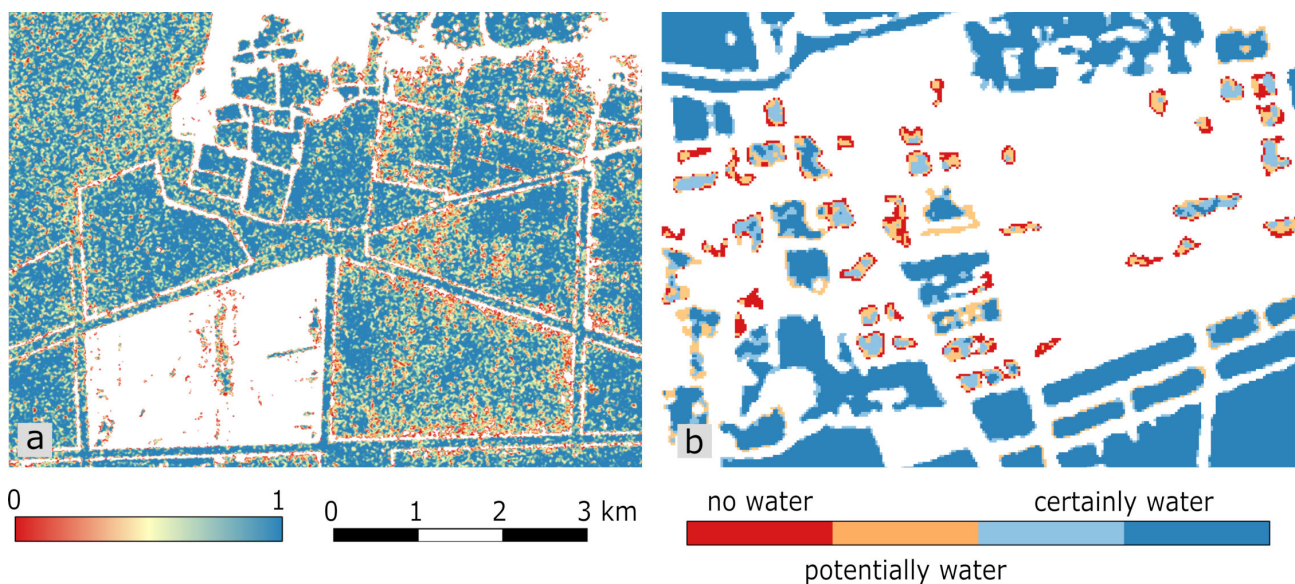 a
b
0 1
0 1 2 3 km
no water certainly water
potentially water